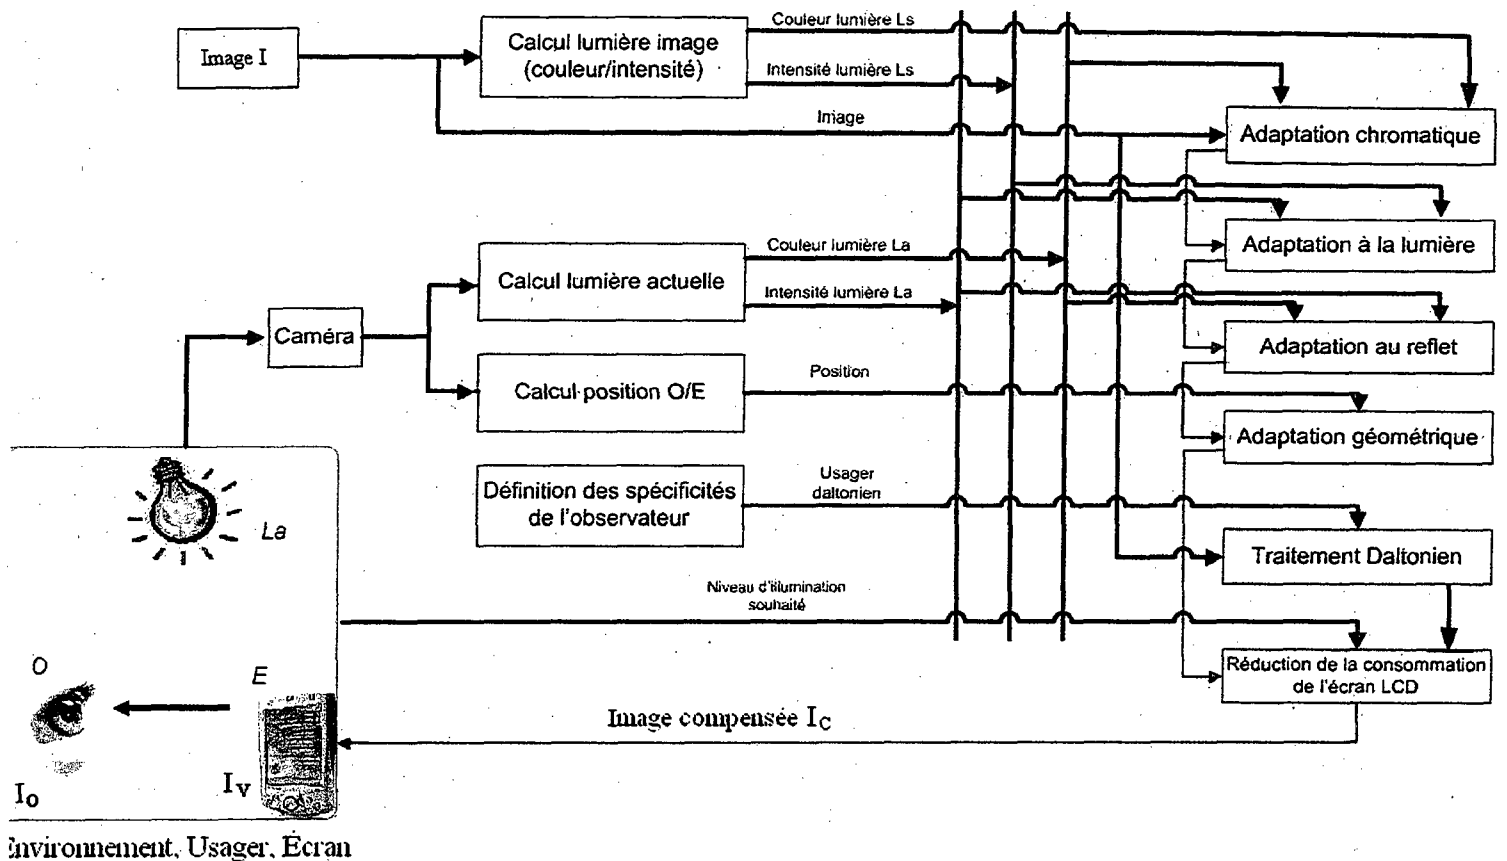 Couleur lumière Ls
Image I
Calcul lumière image
(couleur/intensité)
Intensité lumière Ls
Image
Adaptation chromatique
Couleur lumière La
Adaptation à la lumière
Calcul lumière actuelle
Intensité lumière La
Caméra
Adaptation au reflet
Position
Calcul position O/E
Adaptation géométrique
Usager
daltonien
Définition des spécificités
de l'observateur
La
Traitement Daltonien
Niveau d'illumination
souhaité
O
E
Réduction de la consommation
de l'écran LCD
Image compensée IC
IV
IO
Environnement, Usager, Écran